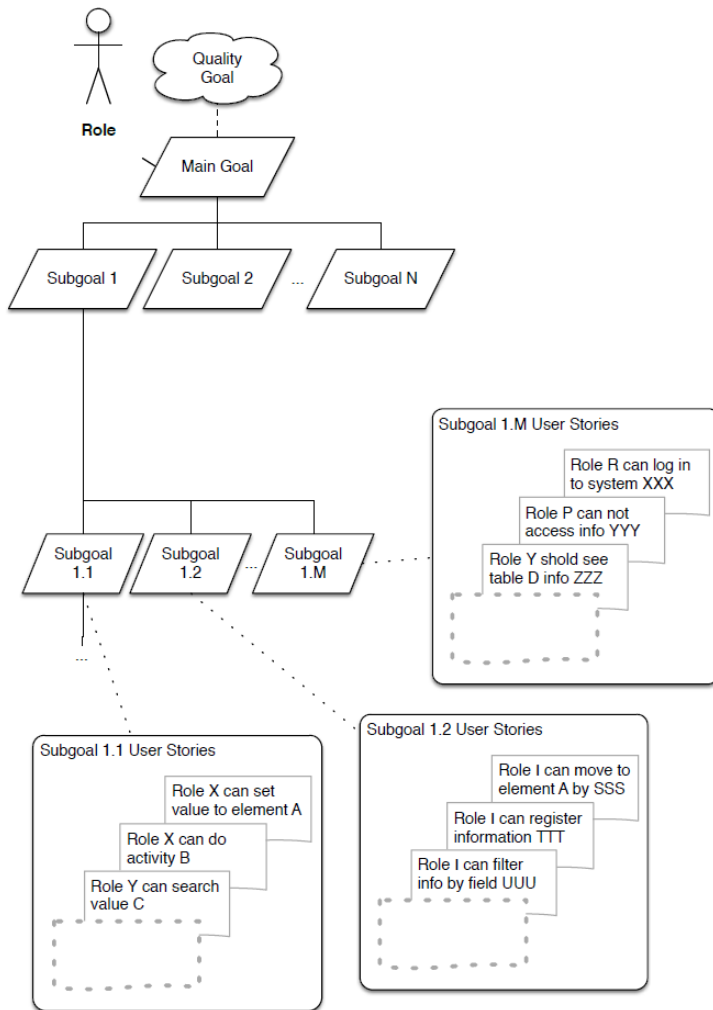 Quality
Goal
Role
Main Goal
Subgoal 1
Subgoal 2
...
Subgoal N
Subgoal 1.M User Stories
Role R can log in
to system XXX
Role P can not
access info YYY
Role Y shold see
table D info ZZZ
Subgoal
1.1
Subgoal
1.2
...
Subgoal
1.M
...
Subgoal 1.1 User Stories
Role X can set
value to element A
Role X can do
activity B
Role Y can search
value C
Subgoal 1.2 User Stories
Role I can move to
element A by SSS
Role I can register
information TTT
Role I can filter
info by field UUU